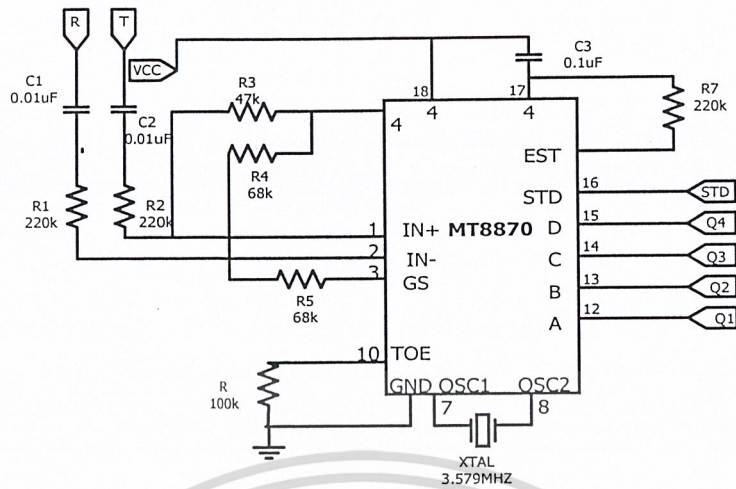 R
T
VCC
C1
0.01uF
C2
0.01uF
R3
47k
R4
68k
R1
220k
R2
220k
R5
68k
C3
0.1uF
R7
220k
18
17
4
4
4
EST
STD
16
STD
1
IN+
MT8870
D
15
Q4
2
IN-
C
14
Q3
3
GS
B
13
Q2
A
12
Q1
10
TOE
R
100k
GND
OSC1
OSC2
7
8
XTAL
3.579MHZ